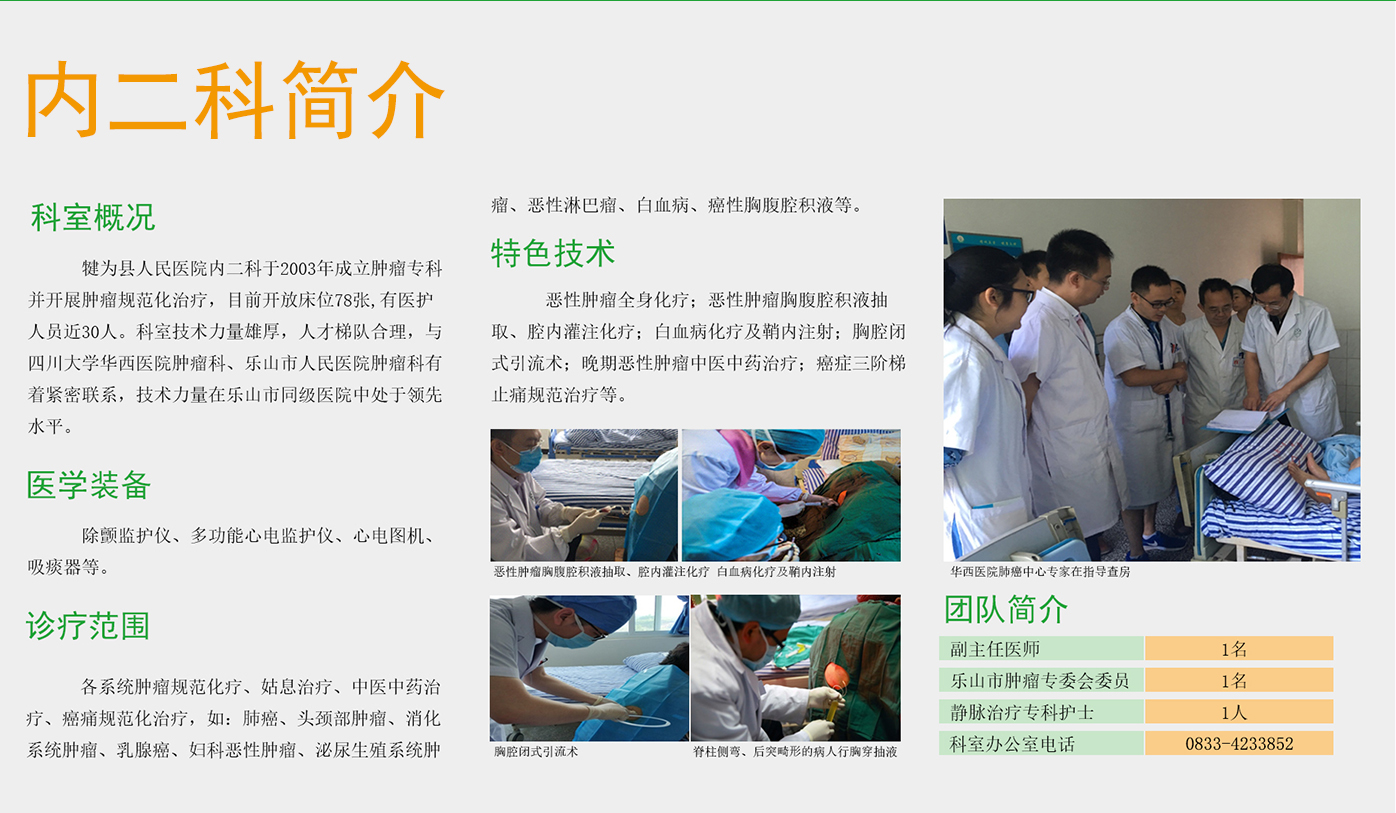 内二科简介
科室概况
犍为县人民医院内二科于2003年成立肿瘤专科
并开展肿瘤规范化治疗，目前开放床位78张,有医护
人员近30人。科室技术力量雄厚，人才梯队合理，与
四川大学华西医院肿瘤科、乐山市人民医院肿瘤科有
着紧密联系，技术力量在乐山市同级医院中处于领先
水平。
医学装备
除颤监护仪、多功能心电监护仪、心电图机、
吸痰器等。
诊疗范围
各系统肿瘤规范化疗、姑息治疗、中医中药治
疗、癌痛规范化治疗，如：肺癌、头颈部肿瘤、消化
系统肿瘤、乳腺癌、妇科恶性肿瘤、泌尿生殖系统肿
瘤、恶性淋巴瘤、白血病、癌性胸腹腔积液等。
特色技术
恶性肿瘤全身化疗；恶性肿瘤胸腹腔积液抽
取、腔内灌注化疗；白血病化疗及鞘内注射；胸腔闭
式引流术；晚期恶性肿瘤中医中药治疗；癌症三阶梯
止痛规范治疗等。
恶性肿瘤胸腹腔积液抽取、腔内灌注化疗 白血病化疗及鞘内注射
胸腔闭式引流术
脊柱侧弯、后突畸形的病人行胸穿抽液
华西医院肺癌中心专家在指导查房
团队简介
副主任医师 1名
乐山市肿瘤专委会委员 1名
静脉治疗专科护士 1人
科室办公室电话 0833-4233852